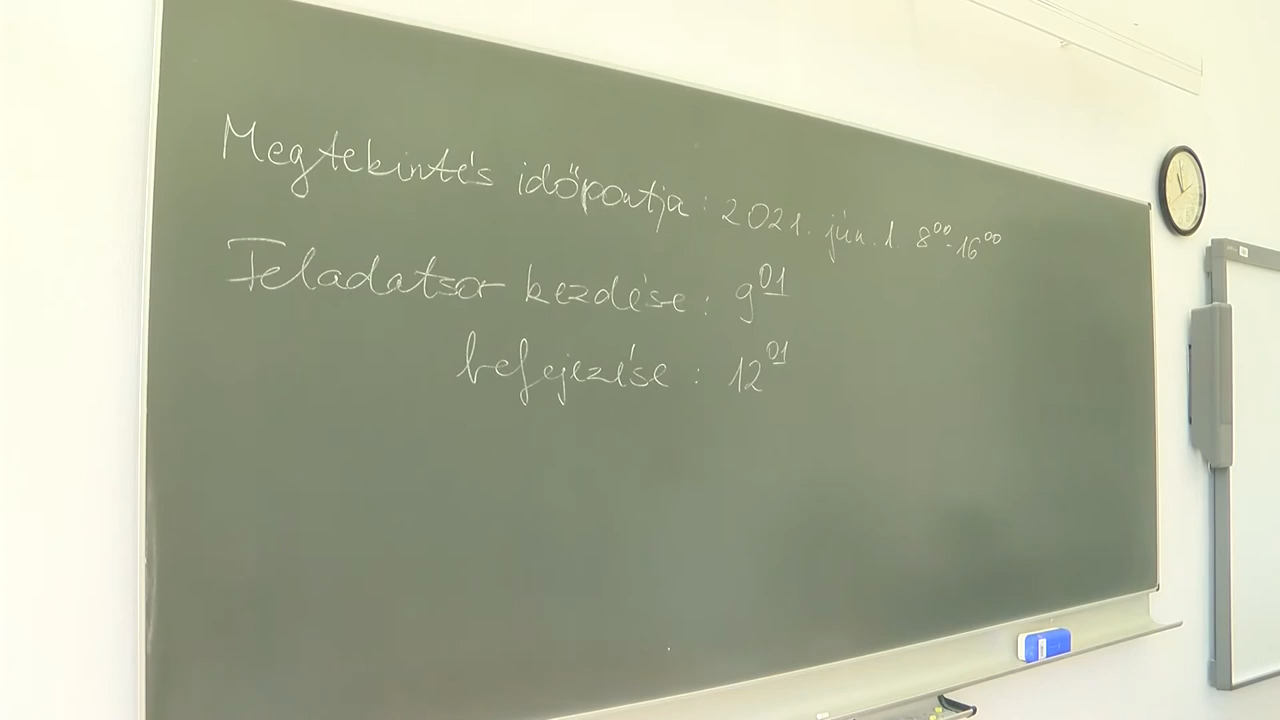 Megtekintés időpontja: 2021. jún. 1. 8⁰⁰-16⁰⁰
Feladatsor kezdése: 9⁰¹
befejezése: 12⁰¹